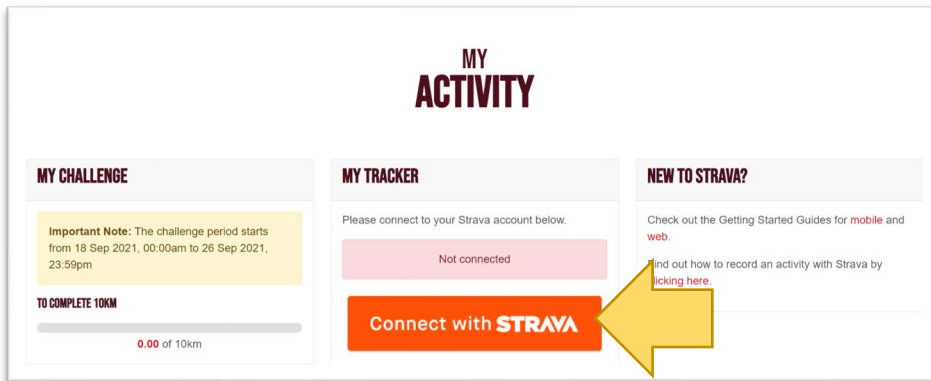 MY
ACTIVITY
MY CHALLENGE
Important Note: The challenge period starts
from 18 Sep 2021, 00:00am to 26 Sep 2021,
23:59pm
TO COMPLETE 10KM
0.00 of 10km
MY TRACKER
Please connect to your Strava account below.
Not connected
Connect with STRAVA
NEW TO STRAVA?
Check out the Getting Started Guides for mobile and
web.
ind out how to record an activity with Strava by
licking here.